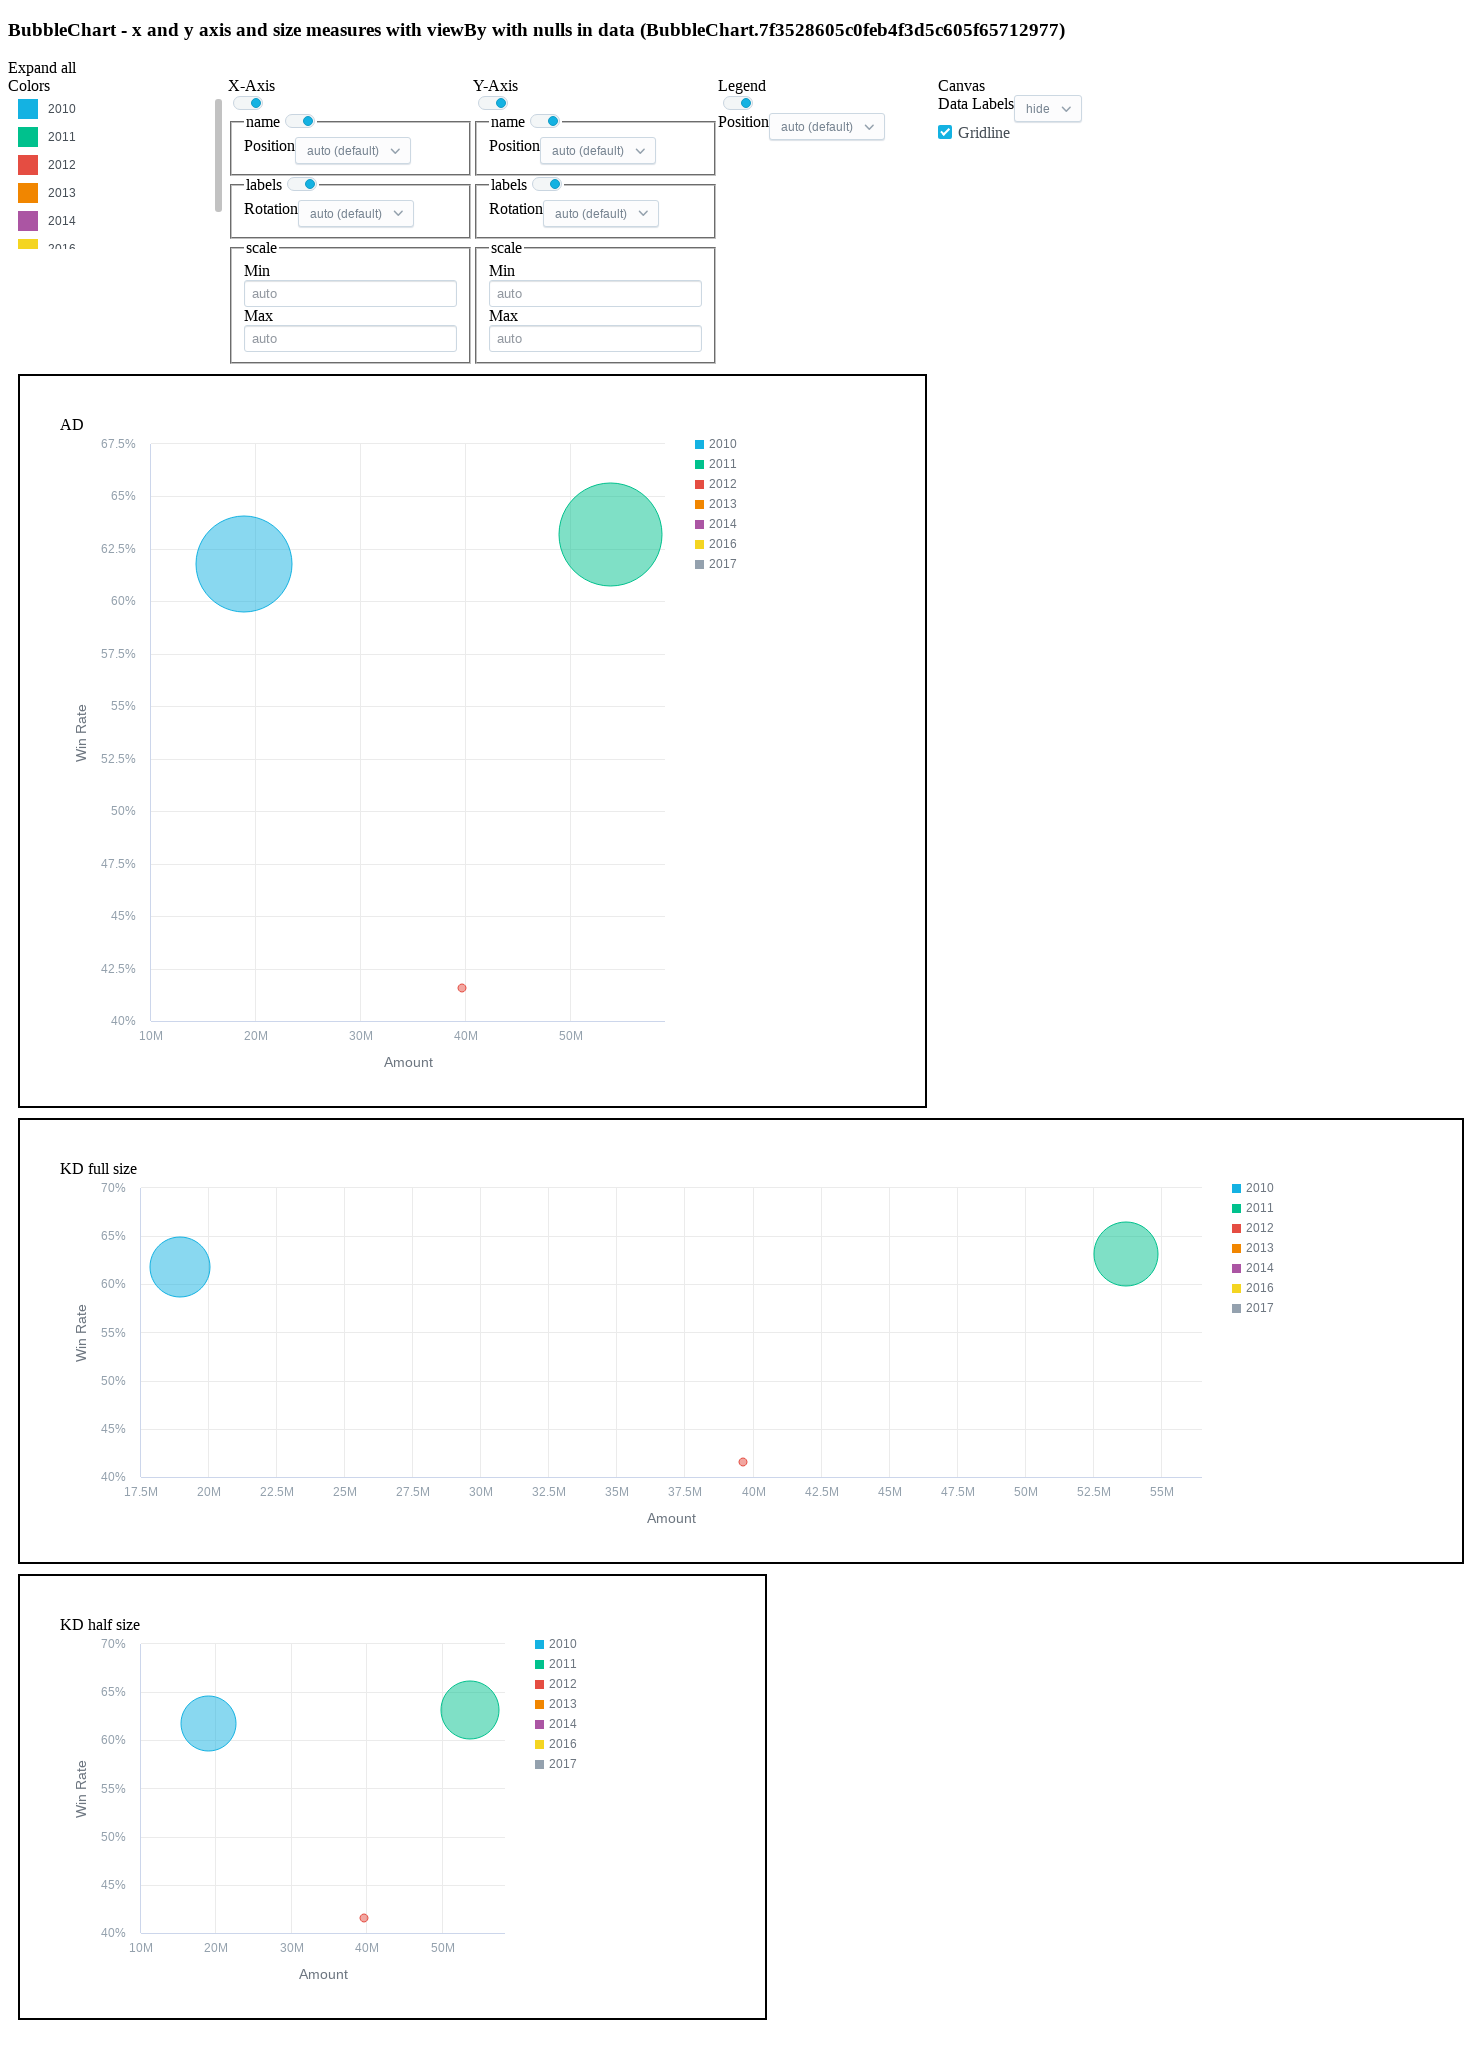 BubbleChart - x and y axis and size measures with viewBy with nulls in data (BubbleChart.7f3528605c0feb4f3d5c605f65712977)
Expand all
Colors
2010
2011
2012
2013
2014
2016
X-Axis
name
Position auto (default)
labels
Rotation auto (default)
scale
Min
auto
Max
auto
Y-Axis
name
Position auto (default)
labels
Rotation auto (default)
scale
Min
auto
Max
auto
Legend
Position auto (default)
Canvas
Data Labels hide
Gridline
AD
67.5%
65%
62.5%
60%
57.5%
55%
52.5%
50%
47.5%
45%
42.5%
40%
Win Rate
10M 20M 30M 40M 50M
Amount
2010
2011
2012
2013
2014
2016
2017
KD full size
70%
65%
60%
55%
50%
45%
40%
Win Rate
17.5M 20M 22.5M 25M 27.5M 30M 32.5M 35M 37.5M 40M 42.5M 45M 47.5M 50M 52.5M 55M
Amount
2010
2011
2012
2013
2014
2016
2017
KD half size
70%
65%
60%
55%
50%
45%
40%
Win Rate
10M 20M 30M 40M 50M
Amount
2010
2011
2012
2013
2014
2016
2017